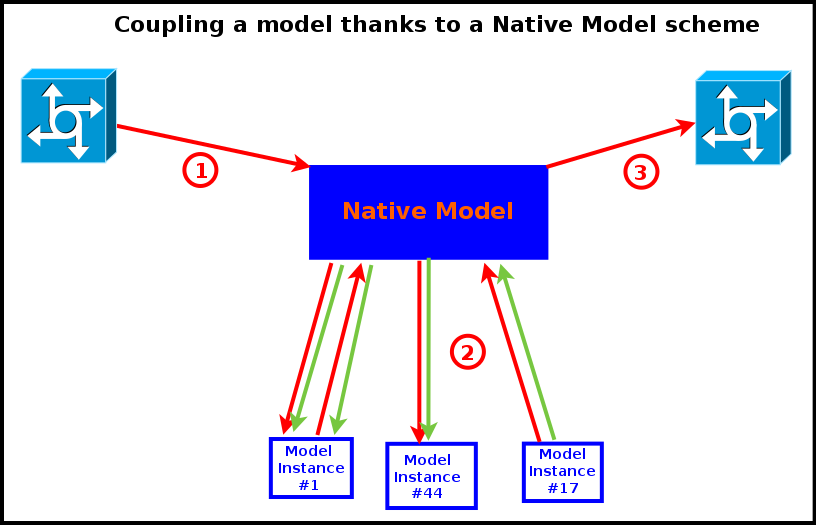 Coupling a model thanks to a Native Model scheme
1
3
Native Model
2
Model
Instance
#1
Model
Instance
#44
Model
Instance
#17